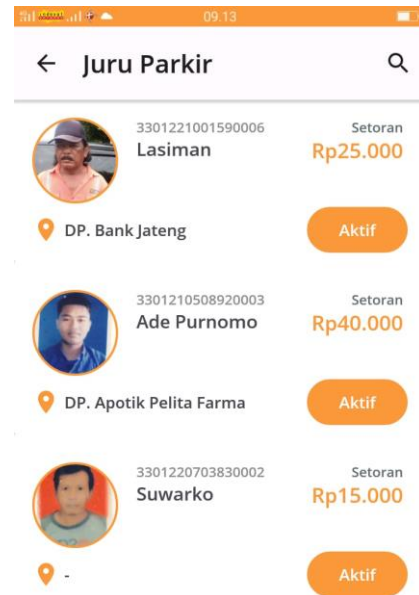 09.13
Juru Parkir
3301221001590006
Setoran
Lasiman
Rp25.000
DP. Bank Jateng
Aktif
3301210508920003
Setoran
Ade Purnomo
Rp40.000
DP. Apotik Pelita Farma
Aktif
3301220703830002
Setoran
Suwarko
Rp15.000
-
Aktif